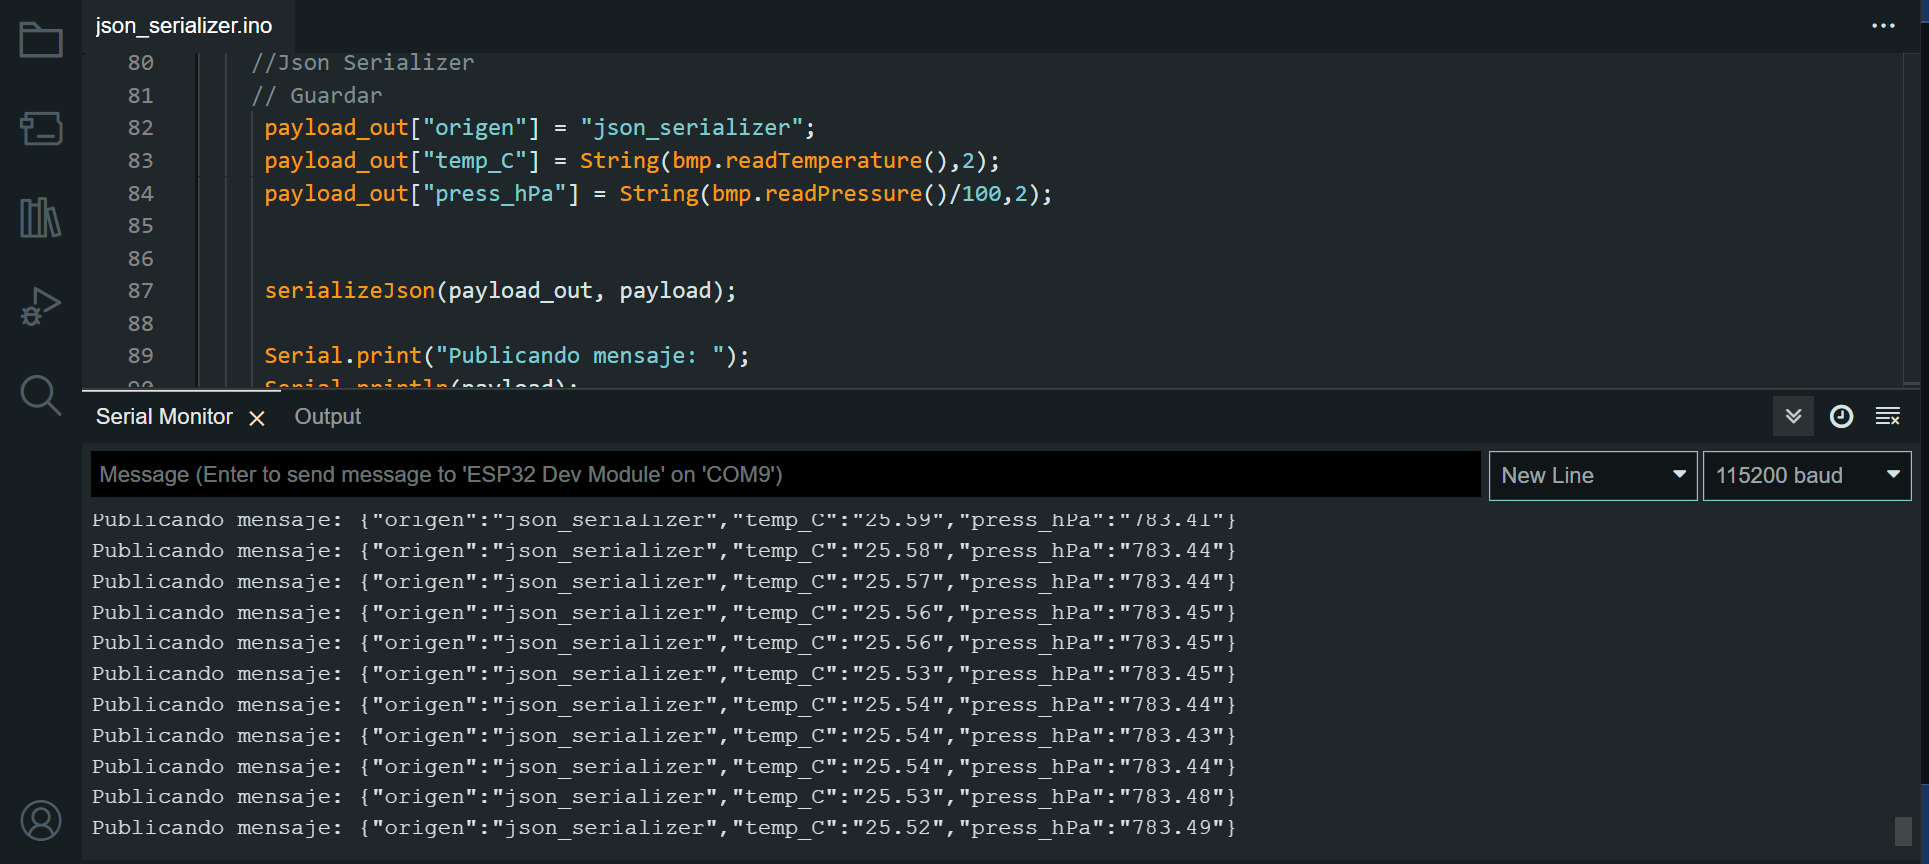 json_serializer.ino
80 //Json Serializer
81 // Guardar
82 payload_out["origen"] = "json_serializer";
83 payload_out["temp_C"] = String(bmp.readTemperature(),2);
84 payload_out["press_hPa"] = String(bmp.readPressure()/100,2);
85
86
87 serializeJson(payload_out, payload);
88
89 Serial.print("Publicando mensaje: ");
90 Serial.println(payload);
Serial Monitor Output
Message (Enter to send message to 'ESP32 Dev Module' on 'COM9') New Line 115200 baud
Publicando mensaje: {"origen":"json_serializer","temp_C":"25.59","press_hPa":"783.41"}
Publicando mensaje: {"origen":"json_serializer","temp_C":"25.58","press_hPa":"783.44"}
Publicando mensaje: {"origen":"json_serializer","temp_C":"25.57","press_hPa":"783.44"}
Publicando mensaje: {"origen":"json_serializer","temp_C":"25.56","press_hPa":"783.45"}
Publicando mensaje: {"origen":"json_serializer","temp_C":"25.56","press_hPa":"783.45"}
Publicando mensaje: {"origen":"json_serializer","temp_C":"25.53","press_hPa":"783.45"}
Publicando mensaje: {"origen":"json_serializer","temp_C":"25.54","press_hPa":"783.44"}
Publicando mensaje: {"origen":"json_serializer","temp_C":"25.54","press_hPa":"783.43"}
Publicando mensaje: {"origen":"json_serializer","temp_C":"25.54","press_hPa":"783.44"}
Publicando mensaje: {"origen":"json_serializer","temp_C":"25.53","press_hPa":"783.48"}
Publicando mensaje: {"origen":"json_serializer","temp_C":"25.52","press_hPa":"783.49"}